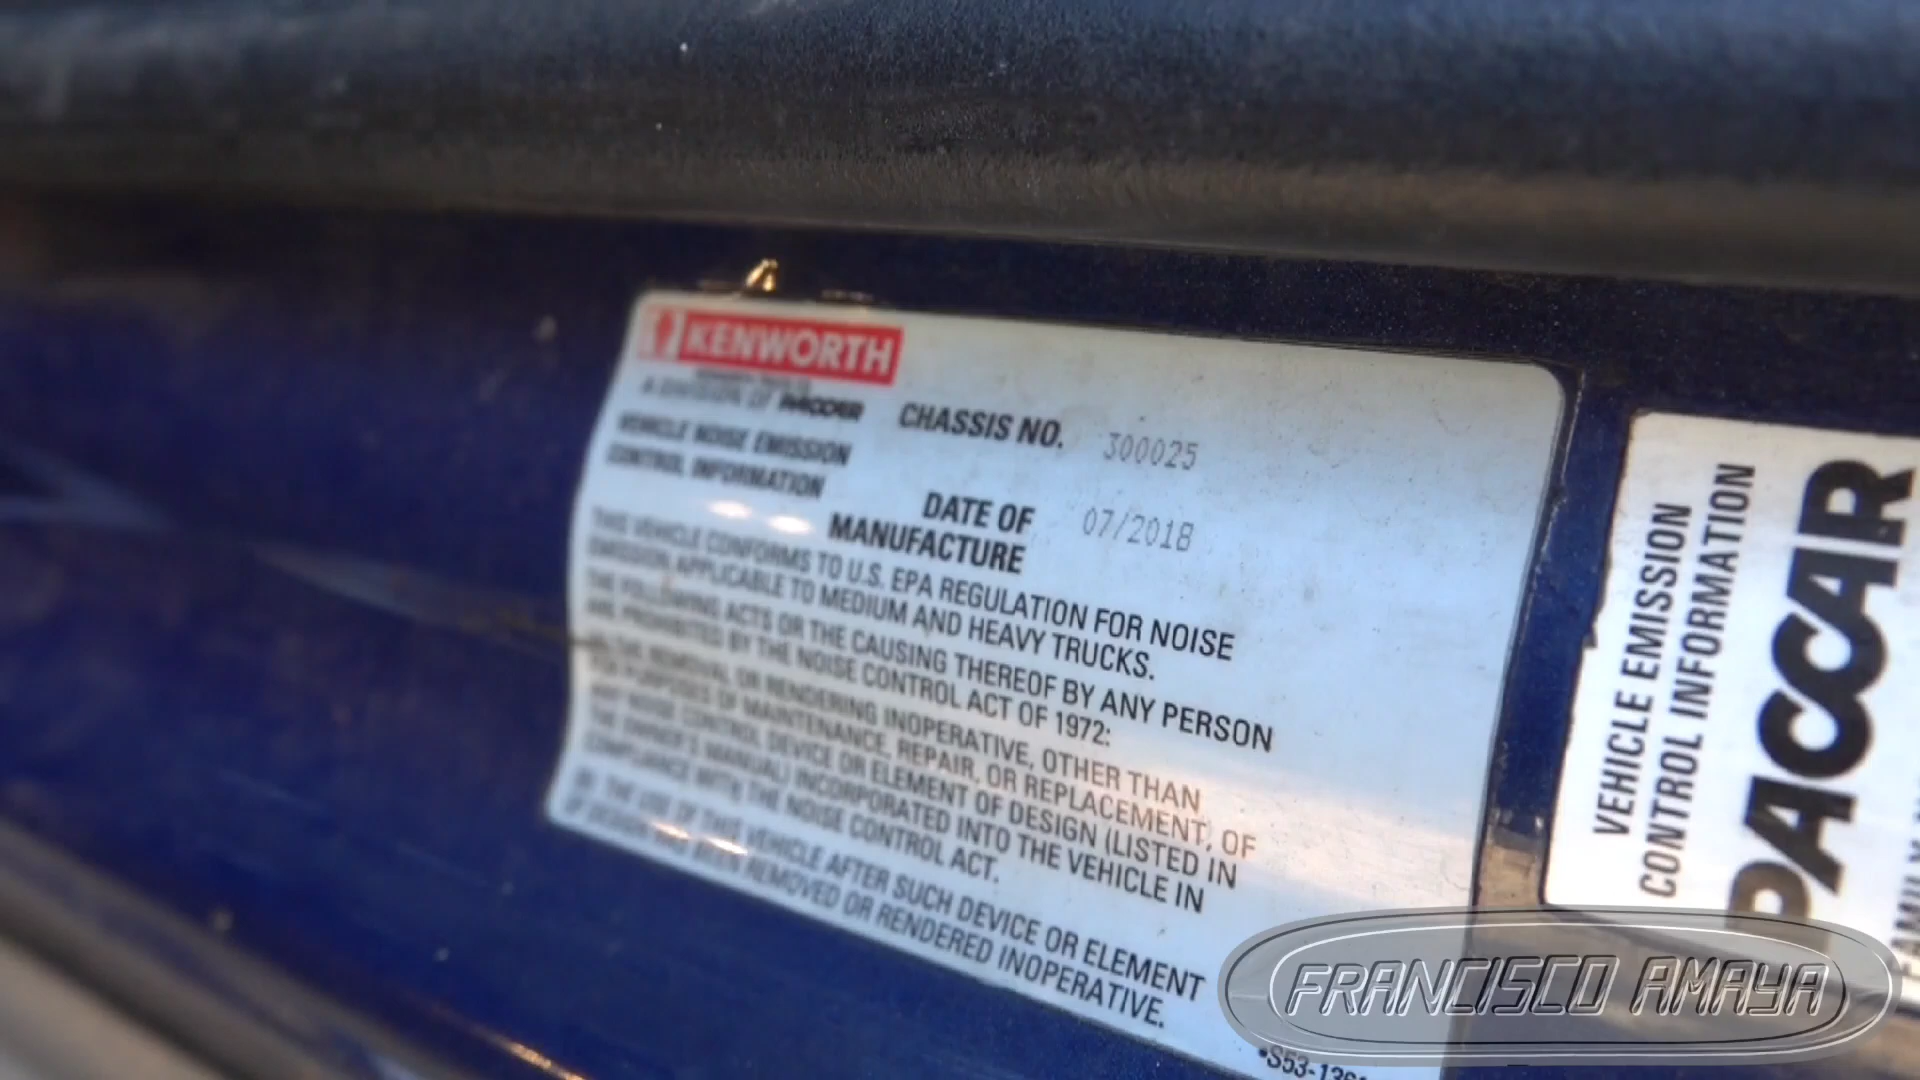 KENWORTH
A DIVISION OF PACCAR
CHASSIS NO. 300025
VEHICLE NOISE EMISSION
CONTROL INFORMATION
DATE OF
MANUFACTURE
07/2018
THIS VEHICLE CONFORMS TO U.S. EPA REGULATION FOR NOISE
EMISSION APPLICABLE TO MEDIUM AND HEAVY TRUCKS.
THE FOLLOWING ACTS OR THE CAUSING THEREOF BY ANY PERSON
ARE PROHIBITED BY THE NOISE CONTROL ACT OF 1972:
THE REMOVAL OR RENDERING INOPERATIVE, OTHER THAN
FOR PURPOSES OF MAINTENANCE, REPAIR, OR REPLACEMENT, OF
ANY NOISE CONTROL DEVICE OR ELEMENT OF DESIGN (LISTED IN
THE OWNER'S MANUAL) INCORPORATED INTO THE VEHICLE IN
COMPLIANCE WITH THE NOISE CONTROL ACT.
THE USE OF THIS VEHICLE AFTER SUCH DEVICE OR ELEMENT
OF DESIGN HAS BEEN REMOVED OR RENDERED INOPERATIVE.
VEHICLE EMISSION
CONTROL INFORMATION
PACCAR
FRANCISCO AMAYA